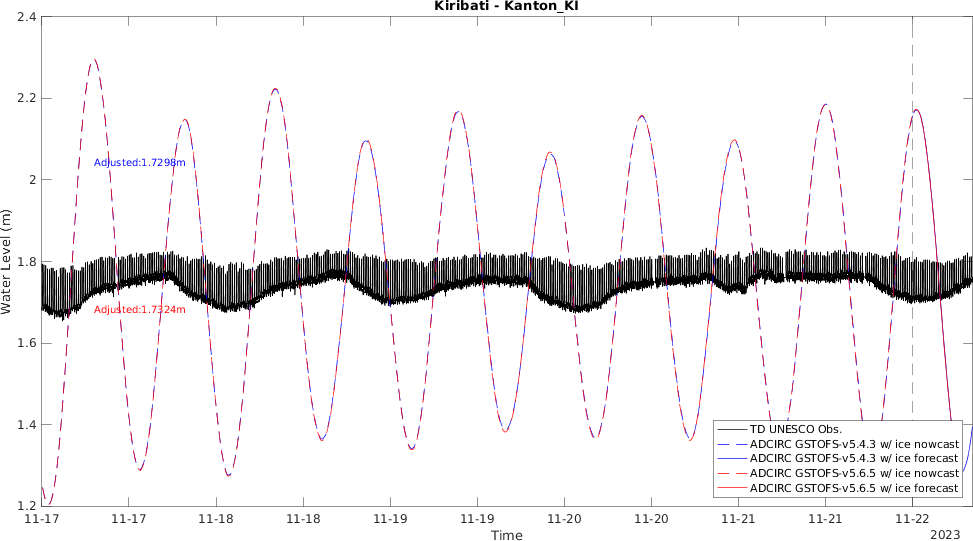 Kiribati - Kanton_KI
2.4
2.2
2
1.8
1.6
1.4
1.2
Water Level (m)
Adjusted:1.7298m
Adjusted:1.7324m
TD UNESCO Obs.
ADCIRC GSTOFS-v5.4.3 w/ ice nowcast
ADCIRC GSTOFS-v5.4.3 w/ ice forecast
ADCIRC GSTOFS-v5.6.5 w/ ice nowcast
ADCIRC GSTOFS-v5.6.5 w/ ice forecast
11-17 11-17 11-18 11-18 11-19 11-19 11-20 11-20 11-21 11-21 11-22
Time
2023